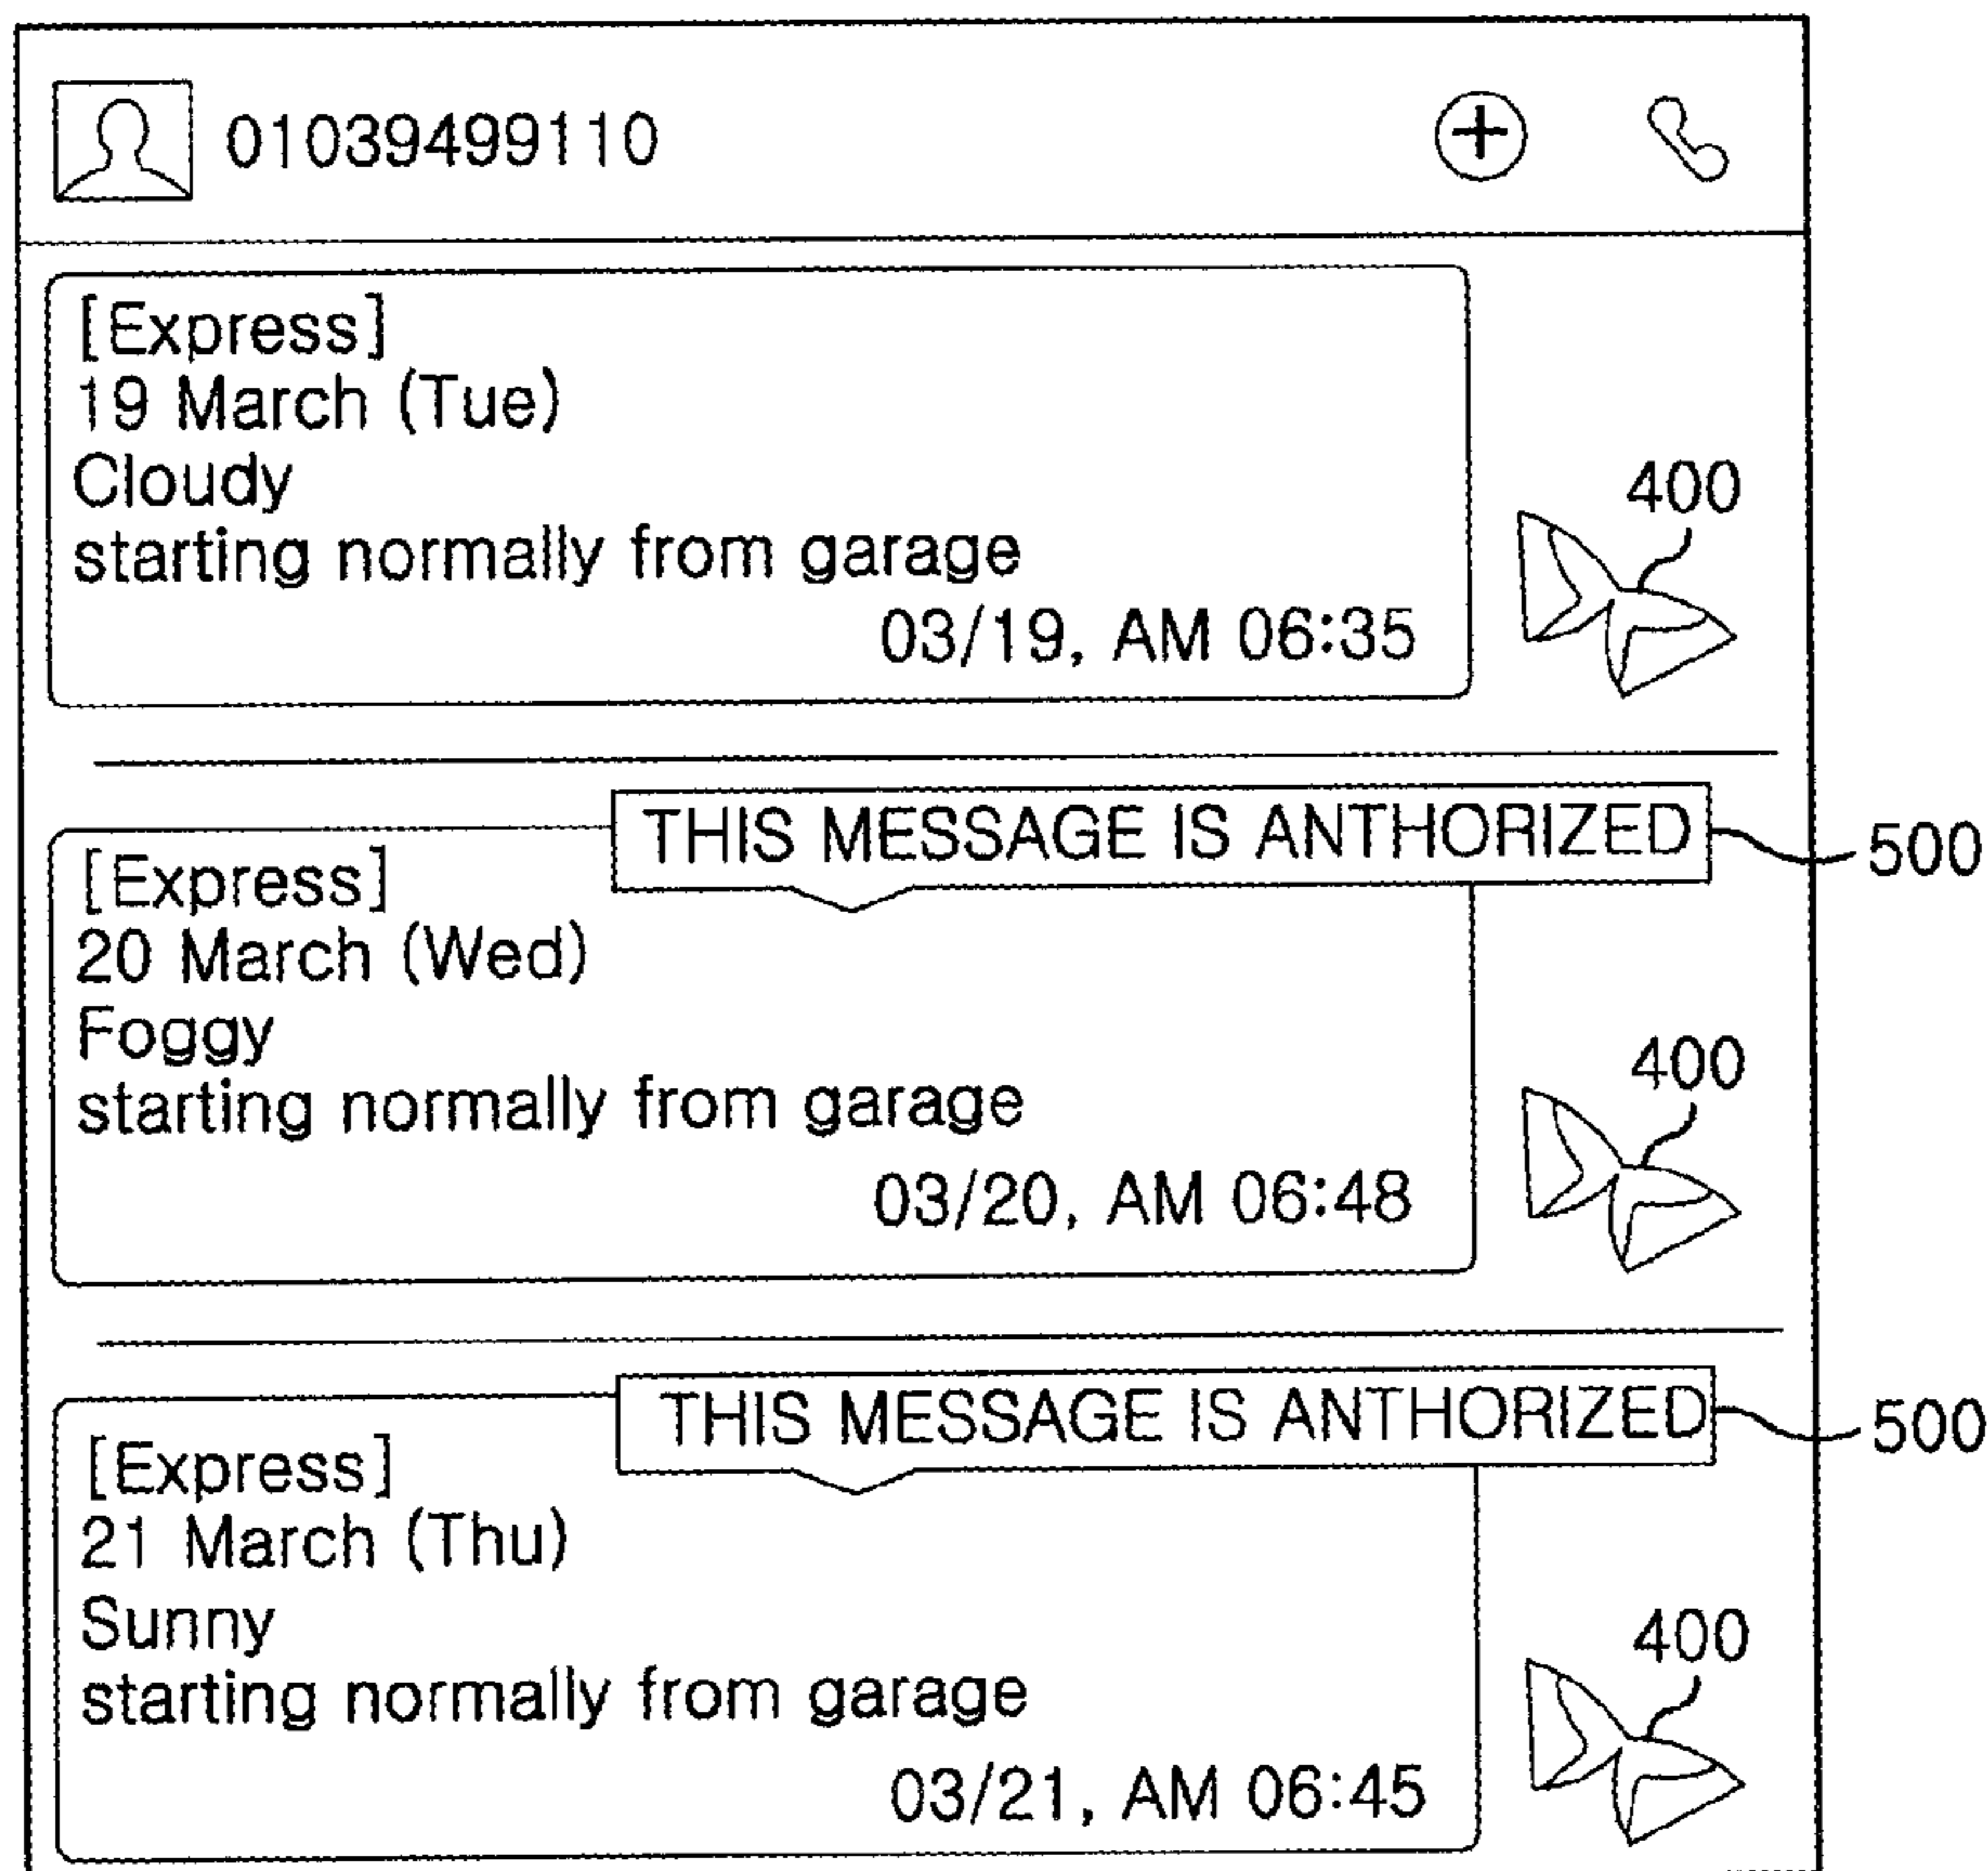 01039499110
[Express]
19 March (Tue)
Cloudy
starting normally from garage
03/19, AM 06:35
400
THIS MESSAGE IS ANTHORIZED
500
[Express]
20 March (Wed)
Foggy
starting normally from garage
03/20, AM 06:48
400
THIS MESSAGE IS ANTHORIZED
500
[Express]
21 March (Thu)
Sunny
starting normally from garage
03/21, AM 06:45
400